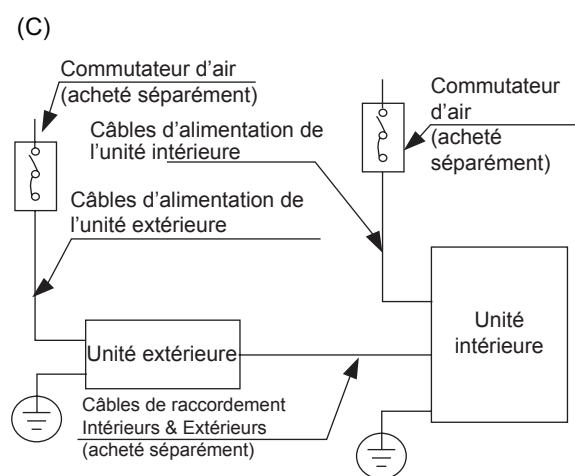 (C)
Commutateur d'air
(acheté séparément)
Commutateur
d'air
(acheté
séparément)
Câbles d'alimentation de
l'unité intérieure
Câbles d'alimentation de
l'unité extérieure
Unité extérieure
Unité
intérieure
Câbles de raccordement
Intérieurs & Extérieurs
(acheté séparément)